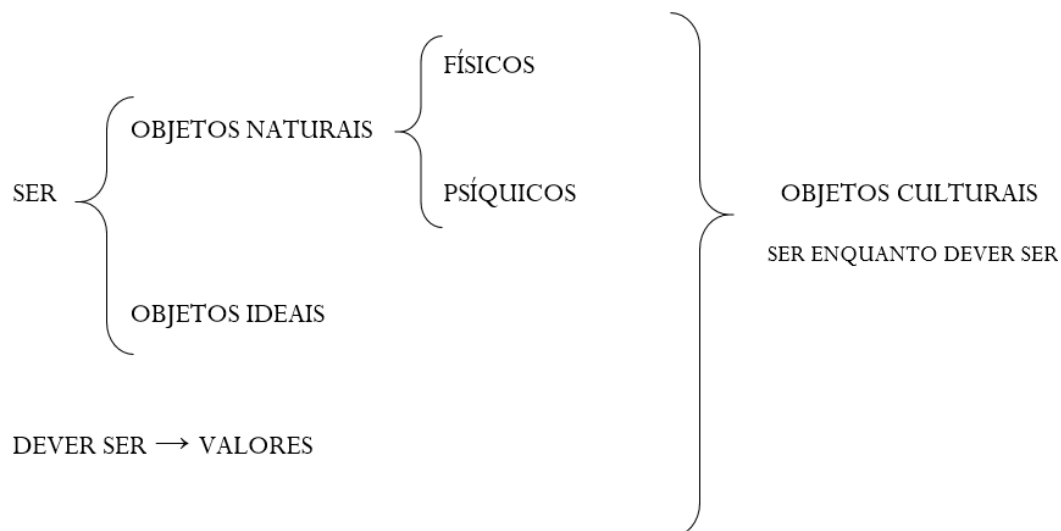 FÍSICOS
OBJETOS NATURAIS
SER
PSÍQUICOS
OBJETOS CULTURAIS
SER ENQUANTO DEVER SER
OBJETOS IDEAIS
DEVER SER → VALORES